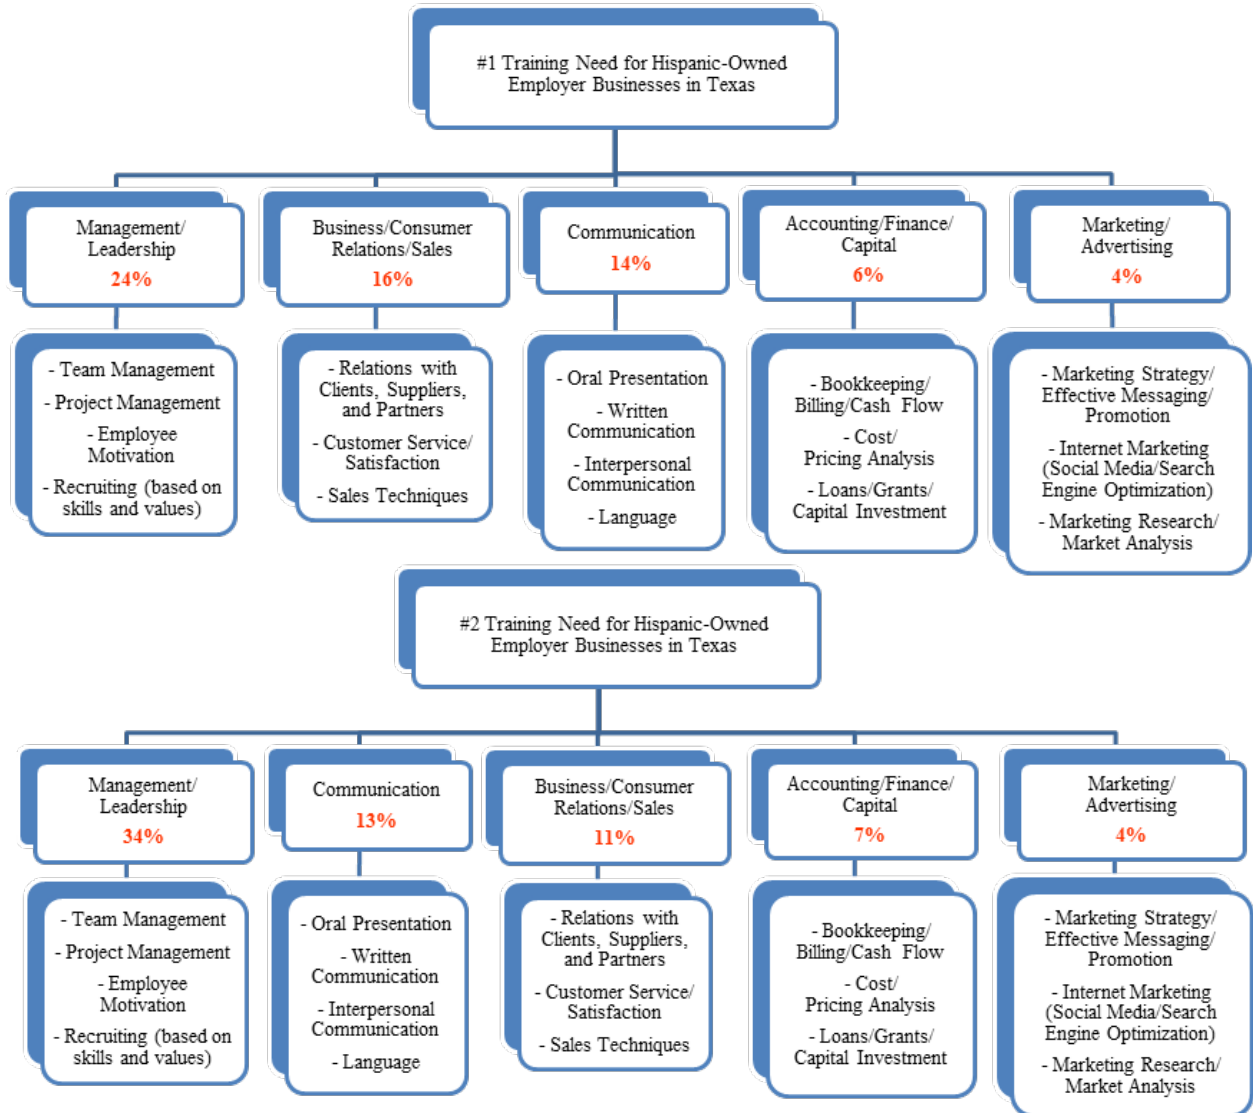 #1 Training Need for Hispanic-Owned
Employer Businesses in Texas
Management/
Leadership
24%
Business/Consumer
Relations/Sales
16%
Communication
14%
Accounting/Finance/
Capital
6%
Marketing/
Advertising
4%
- Team Management
- Project Management
- Employee
Motivation
- Recruiting (based on
skills and values)
- Relations with
Clients, Suppliers,
and Partners
- Customer Service/
Satisfaction
- Sales Techniques
- Oral Presentation
- Written
Communication
- Interpersonal
Communication
- Language
- Bookkeeping/
Billing/Cash Flow
- Cost/
Pricing Analysis
- Loans/Grants/
Capital Investment
- Marketing Strategy/
Effective Messaging/
Promotion
- Internet Marketing
(Social Media/Search
Engine Optimization)
- Marketing Research/
Market Analysis
#2 Training Need for Hispanic-Owned
Employer Businesses in Texas
Management/
Leadership
34%
Communication
13%
Business/Consumer
Relations/Sales
11%
Accounting/Finance/
Capital
7%
Marketing/
Advertising
4%
- Team Management
- Project Management
- Employee
Motivation
- Recruiting (based on
skills and values)
- Oral Presentation
- Written
Communication
- Interpersonal
Communication
- Language
- Relations with
Clients, Suppliers,
and Partners
- Customer Service/
Satisfaction
- Sales Techniques
- Bookkeeping/
Billing/Cash Flow
- Cost/
Pricing Analysis
- Loans/Grants/
Capital Investment
- Marketing Strategy/
Effective Messaging/
Promotion
- Internet Marketing
(Social Media/Search
Engine Optimization)
- Marketing Research/
Market Analysis